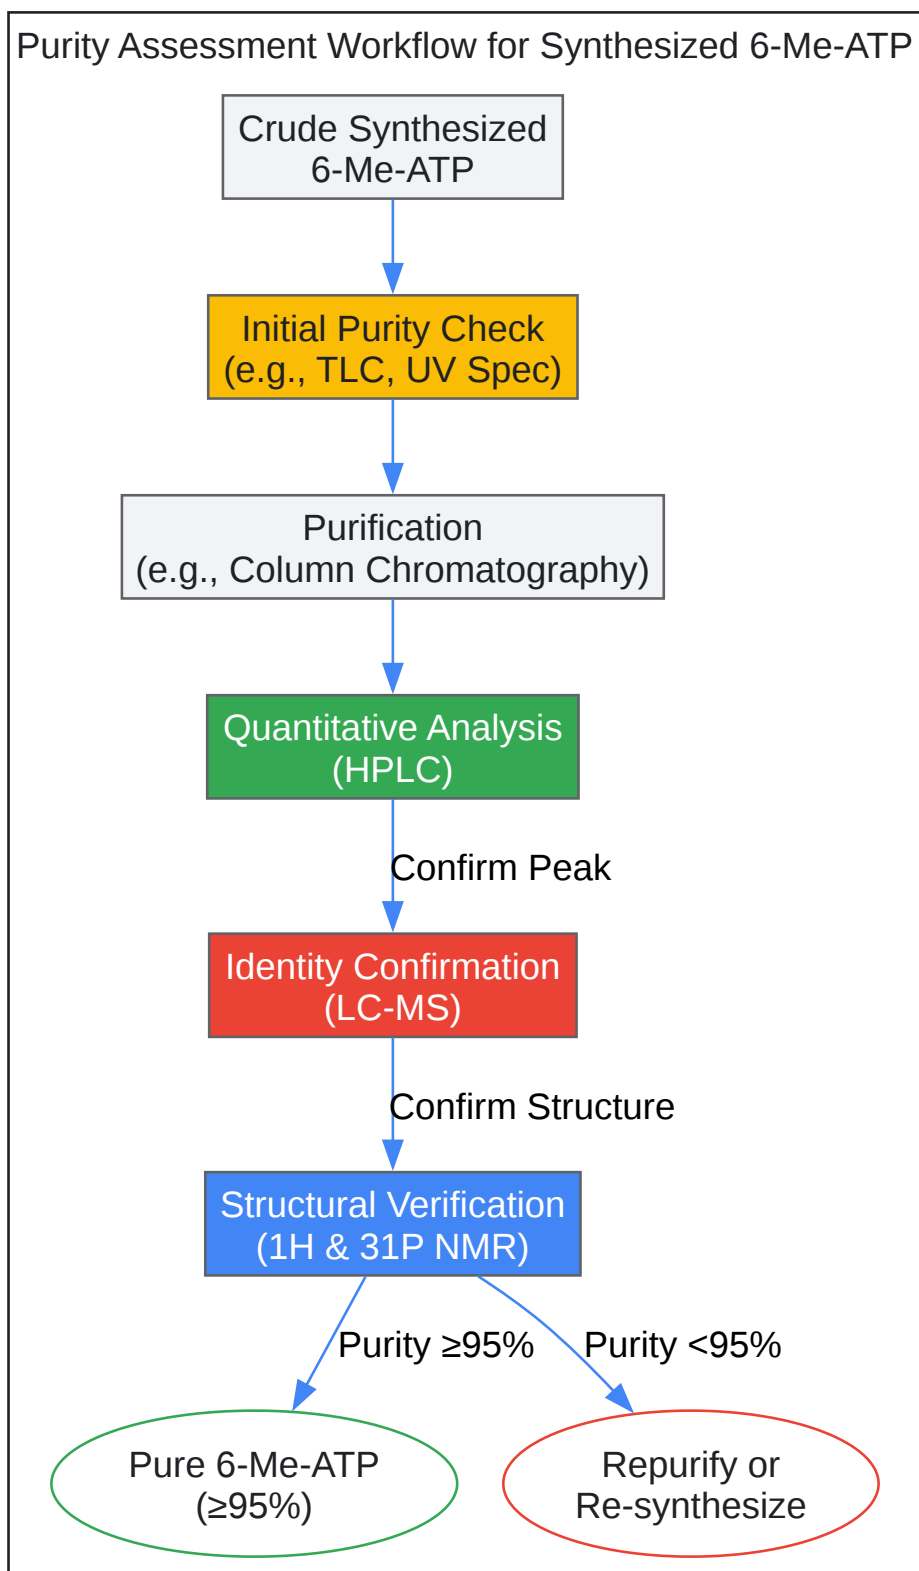 Purity Assessment Workflow for Synthesized 6-Me-ATP
Crude Synthesized
6-Me-ATP
Initial Purity Check
(e.g., TLC, UV Spec)
Purification
(e.g., Column Chromatography)
Quantitative Analysis
(HPLC)
Confirm Peak
Identity Confirmation
(LC-MS)
Confirm Structure
Structural Verification
(1H & 31P NMR)
Purity ≥95%
Purity <95%
Pure 6-Me-ATP
(≥95%)
Repurify or
Re-synthesize